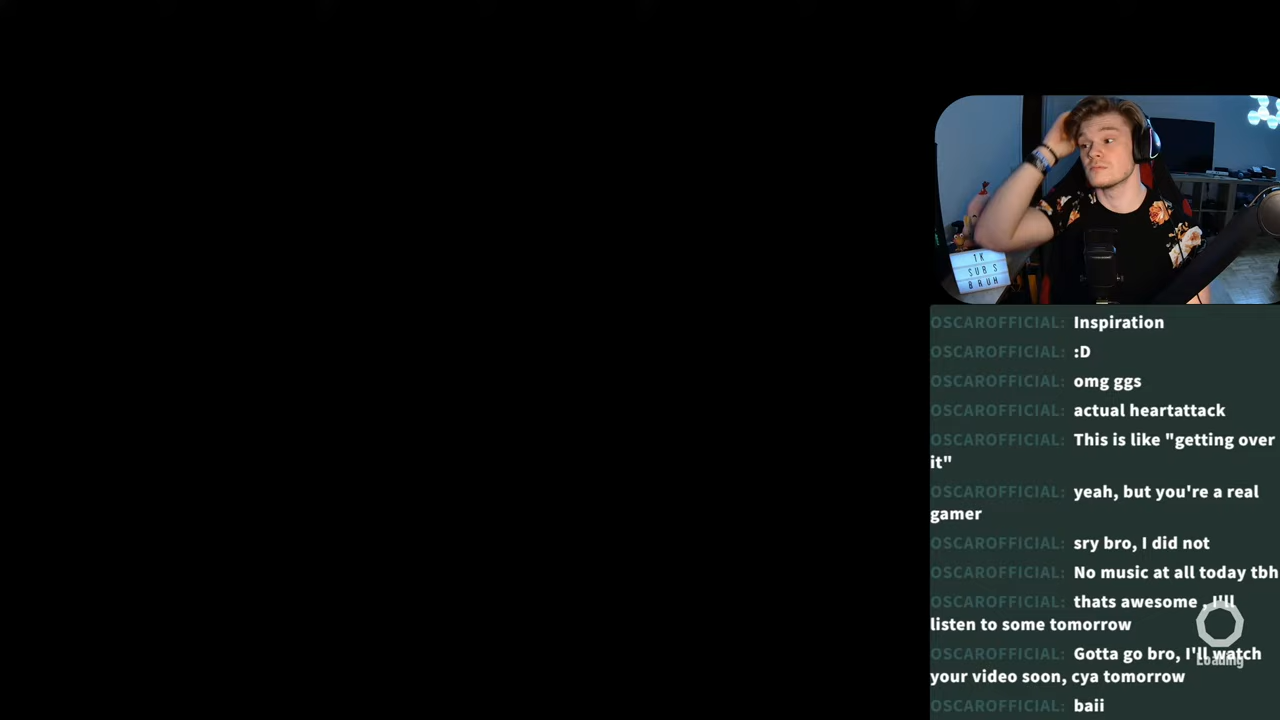 1K
SUBS
BRUH
OSCAROFFICIAL: Inspiration
OSCAROFFICIAL: :D
OSCAROFFICIAL: omg ggs
OSCAROFFICIAL: actual heartattack
OSCAROFFICIAL: This is like "getting over
it"
OSCAROFFICIAL: yeah, but you're a real
gamer
OSCAROFFICIAL: sry bro, I did not
OSCAROFFICIAL: No music at all today tbh
OSCAROFFICIAL: thats awesome , I'll
listen to some tomorrow
OSCAROFFICIAL: Gotta go bro, I'll watch
Loading
your video soon, cya tomorrow
OSCAROFFICIAL: baii